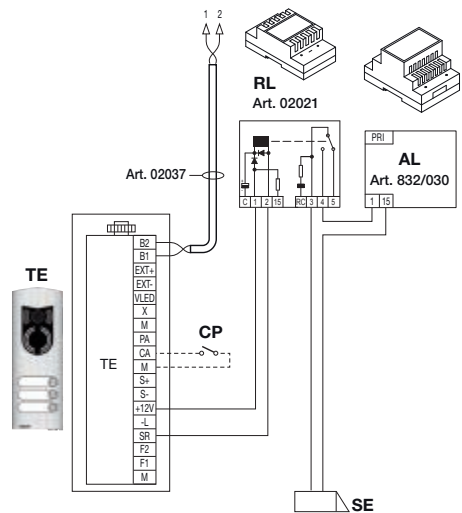 1 2
RL
Art. 02021
Art. 02037
C 1 2 15 RC 3 4 5
PRI
AL
Art. 832/030
1 15
TE
TE
B2
B1
EXT+
EXT-
VLED
X
M
PA
CA
M
S+
S-
+12V
-L
SR
F2
F1
M
CP
SE